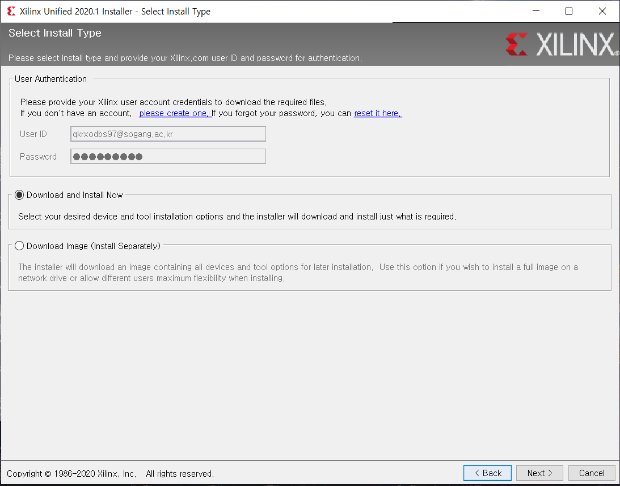 Xilinx Unified 2020.1 Installer - Select Install Type
Select Install Type
XILINX.
Please select install type and provide your Xilinx.com user ID and password for authentication.
User Authentication
Please provide your Xilinx user account credentials to download the required files.
If you don't have an account, please create one. If you forgot your password, you can reset it here.
User ID
Password
Download and Install Now
Select your desired device and tool installation options and the installer will download and install just what is required.
Download Image (Install Separately)
The installer will download an image containing all devices and tool options for later installation. Use this option if you wish to install a full image on a
network drive or allow different users maximum flexibility when installing.
Copyright © 1986-2020 Xilinx, Inc. All rights reserved.
< Back
Next >
Cancel